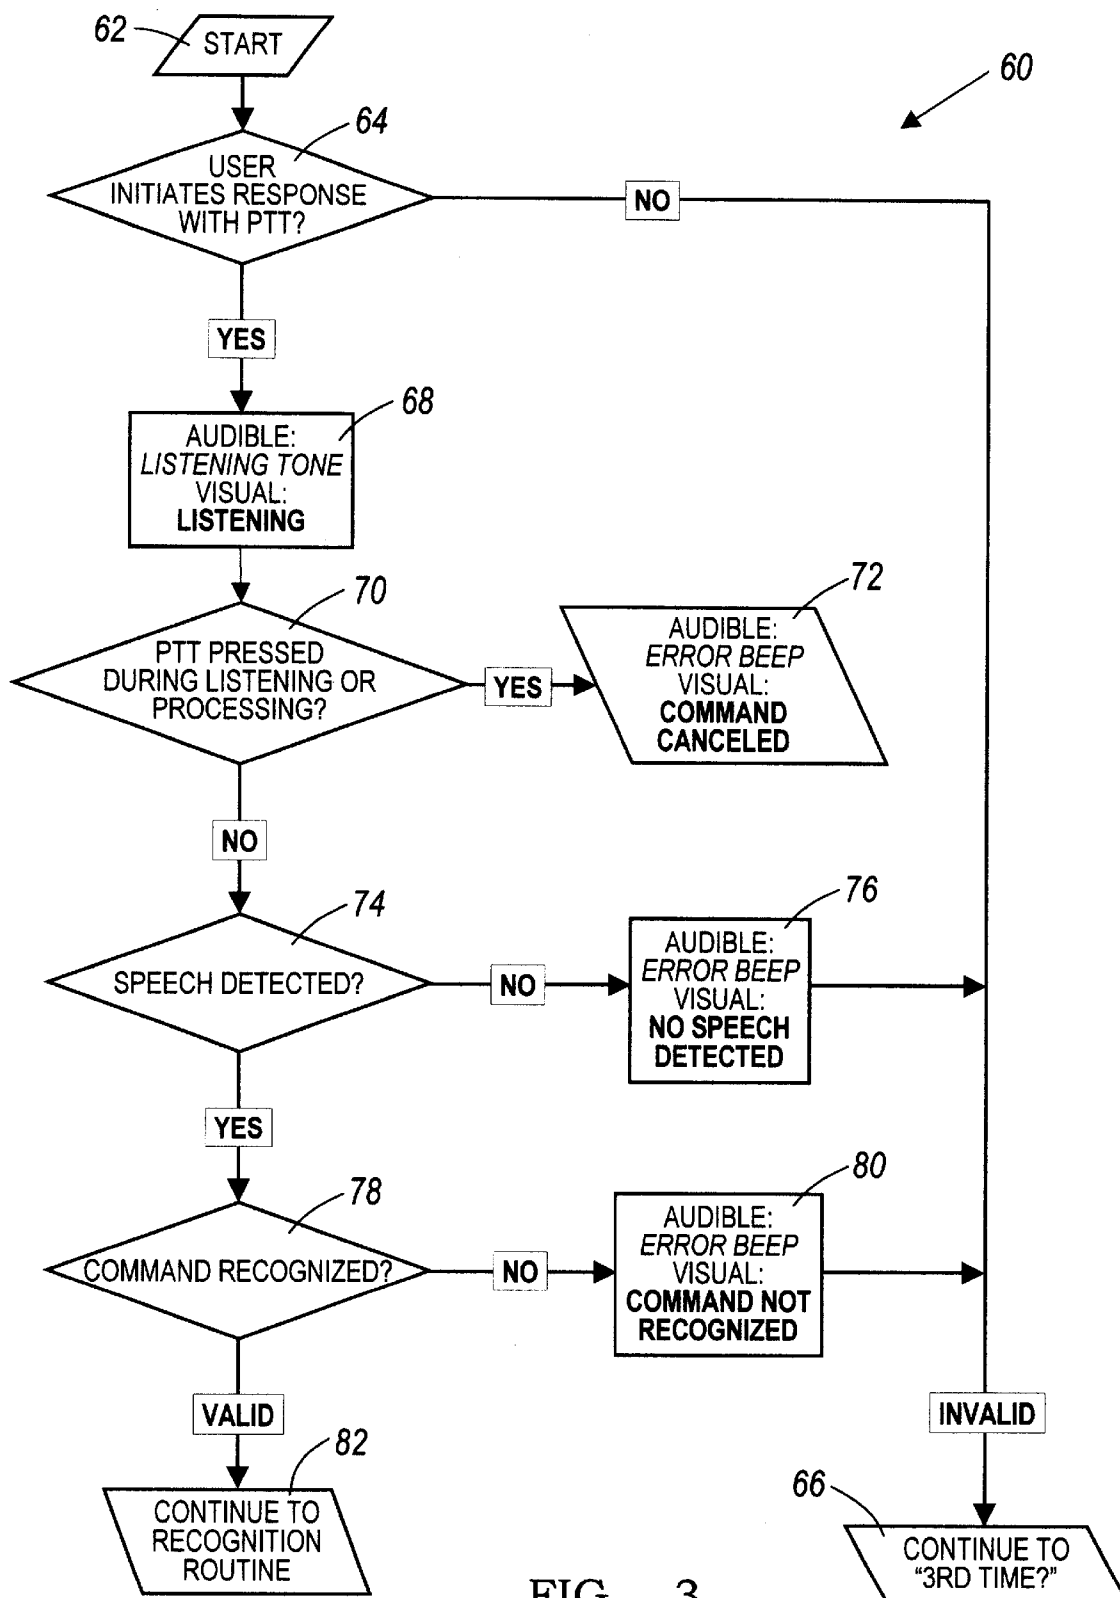 62
START
60
64
USER
INITIATES RESPONSE
WITH PTT?
NO
YES
68
AUDIBLE:
LISTENING TONE
VISUAL:
LISTENING
70
PTT PRESSED
DURING LISTENING OR
PROCESSING?
YES
72
AUDIBLE:
ERROR BEEP
VISUAL:
COMMAND
CANCELED
NO
74
SPEECH DETECTED?
NO
76
AUDIBLE:
ERROR BEEP
VISUAL:
NO SPEECH
DETECTED
YES
78
COMMAND RECOGNIZED?
NO
80
AUDIBLE:
ERROR BEEP
VISUAL:
COMMAND NOT
RECOGNIZED
VALID
INVALID
82
CONTINUE TO
RECOGNITION
ROUTINE
66
CONTINUE TO
"3RD TIME?"
FIG. 3